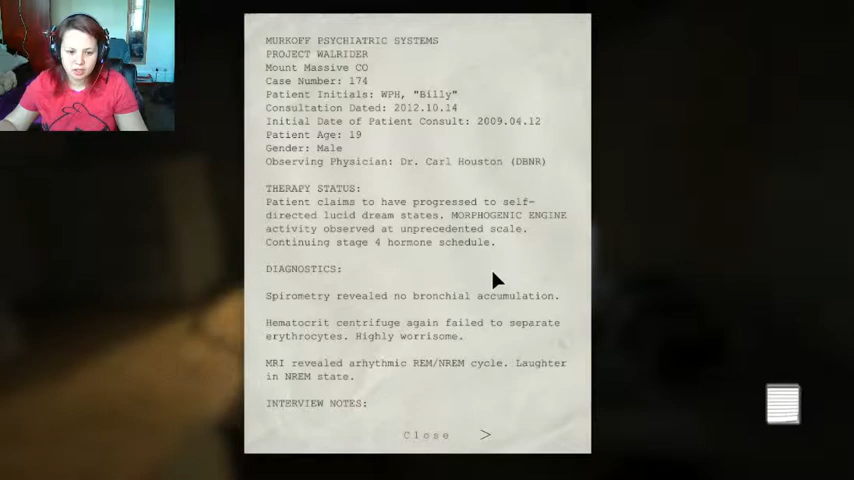 MURKOFF PSYCHIATRIC SYSTEMS
PROJECT WALRIDER
Mount Massive CO
Case Number: 174
Patient Initials: WPH, "Billy"
Consultation Dated: 2012.10.14
Initial Date of Patient Consult: 2009.04.12
Patient Age: 19
Gender: Male
Observing Physician: Dr. Carl Houston (DBNR)
THERAPY STATUS:
Patient claims to have progressed to self-
directed lucid dream states. MORPHOGENIC ENGINE
activity observed at unprecedented scale.
Continuing stage 4 hormone schedule.
DIAGNOSTICS:
Spirometry revealed no bronchial accumulation.
Hematocrit centrifuge again failed to separate
erythrocytes. Highly worrisome.
MRI revealed arhythmic REM/NREM cycle. Laughter
in NREM state.
INTERVIEW NOTES:
Close >